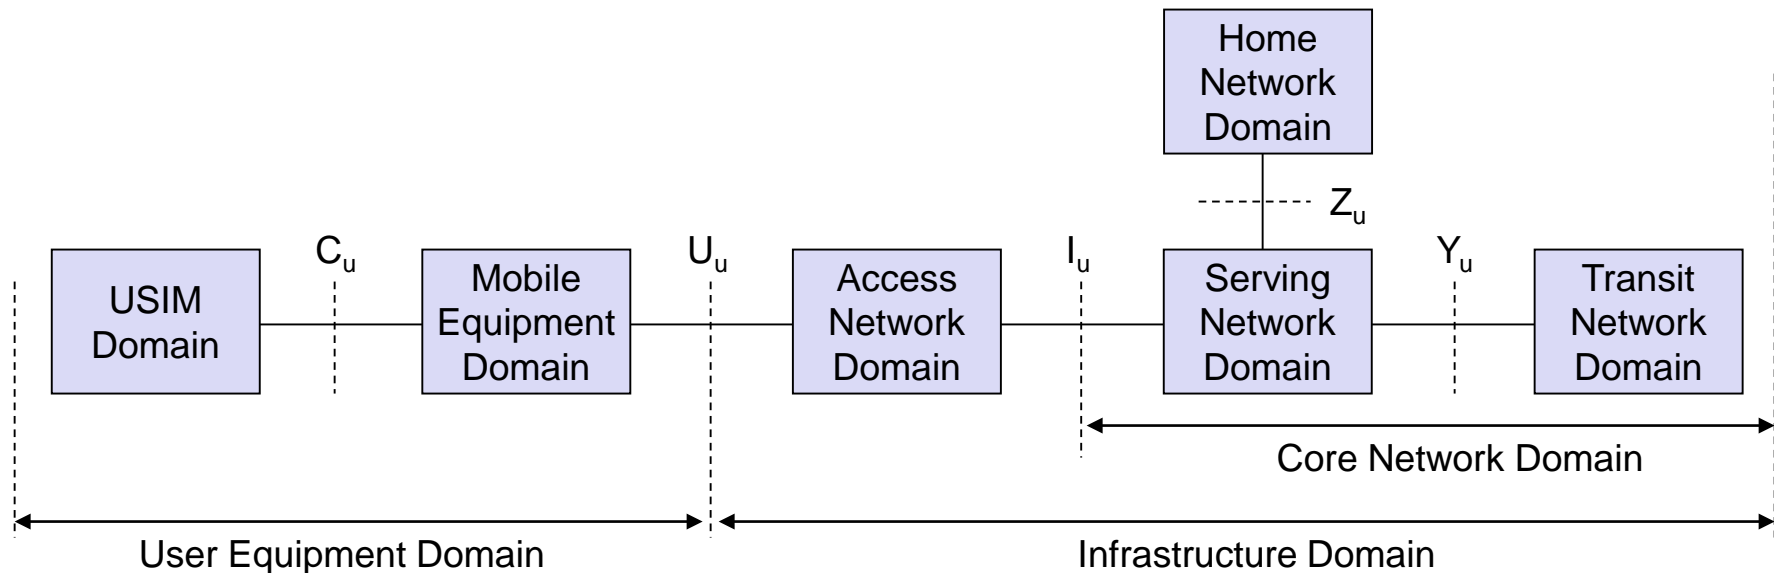 Home
Network
Domain
Zu
Cu
Uu
Iu
Yu
USIM
Domain
Mobile
Equipment
Domain
Access
Network
Domain
Serving
Network
Domain
Transit
Network
Domain
Core Network Domain
User Equipment Domain
Infrastructure Domain